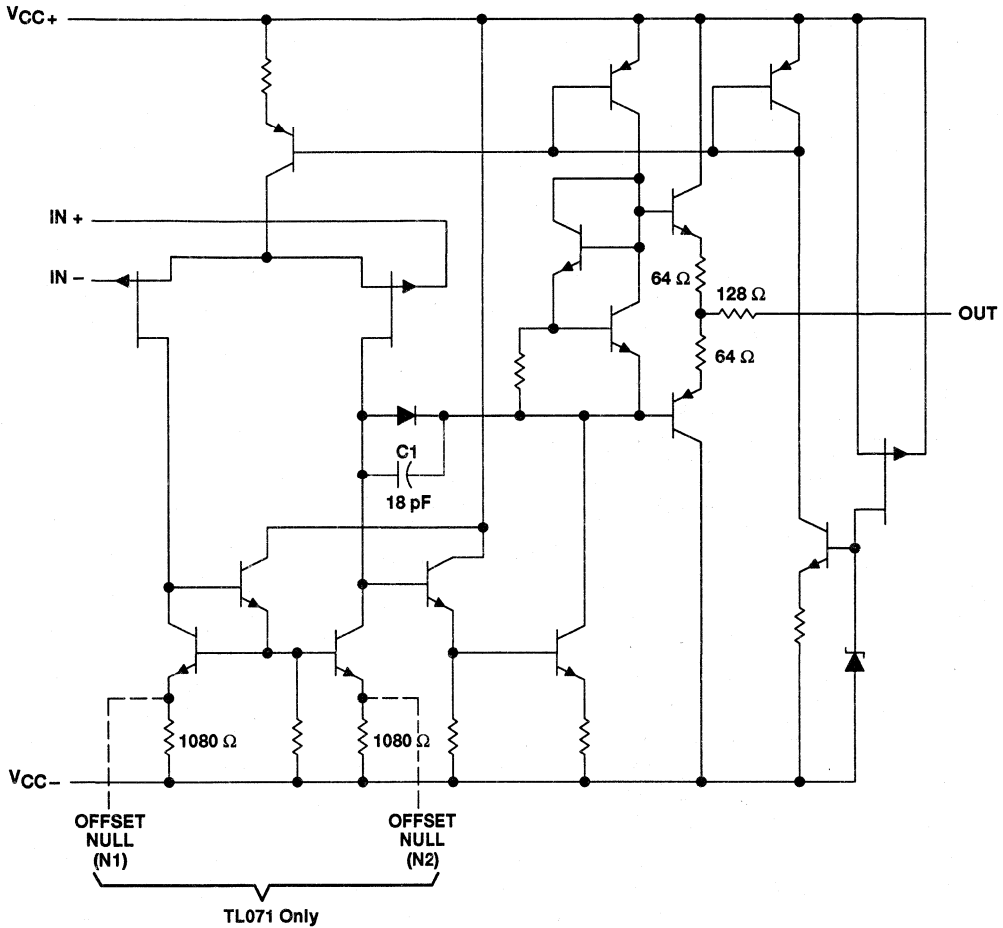 VCC+
IN +
IN −
64 Ω
128 Ω
OUT
64 Ω
C1
18 pF
1080 Ω
1080 Ω
VCC−
OFFSET
NULL
(N1)
OFFSET
NULL
(N2)
TL071 Only